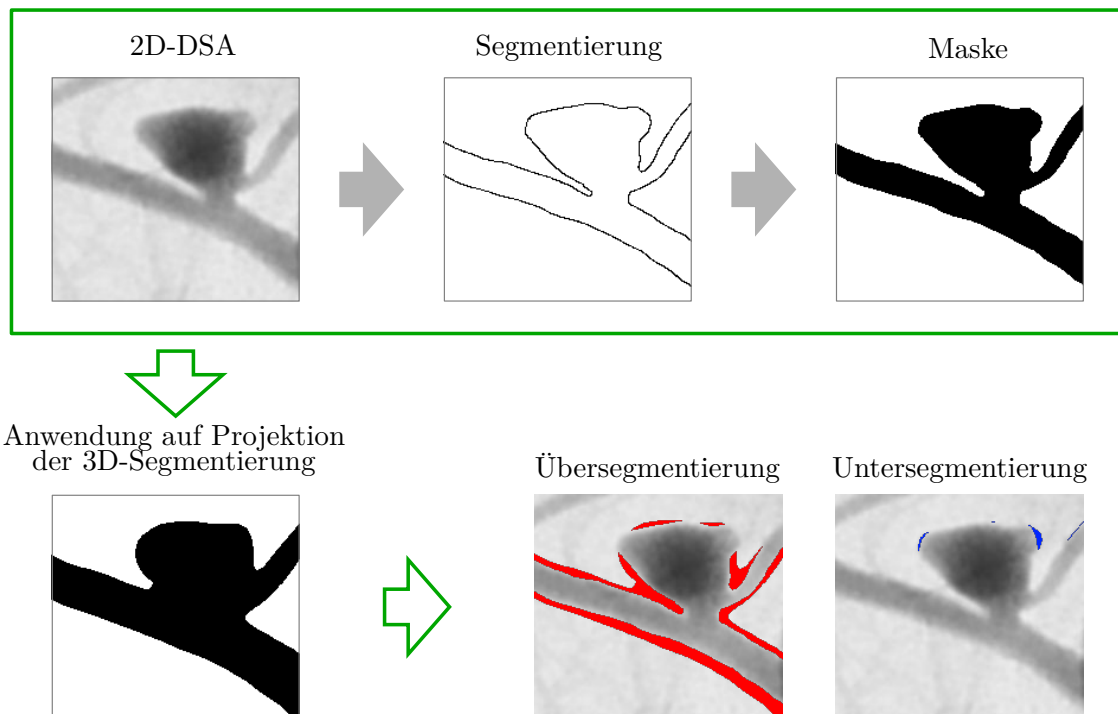 2D-DSA
Segmentierung
Maske
Anwendung auf Projektion
der 3D-Segmentierung
Übersegmentierung
Untersegmentierung